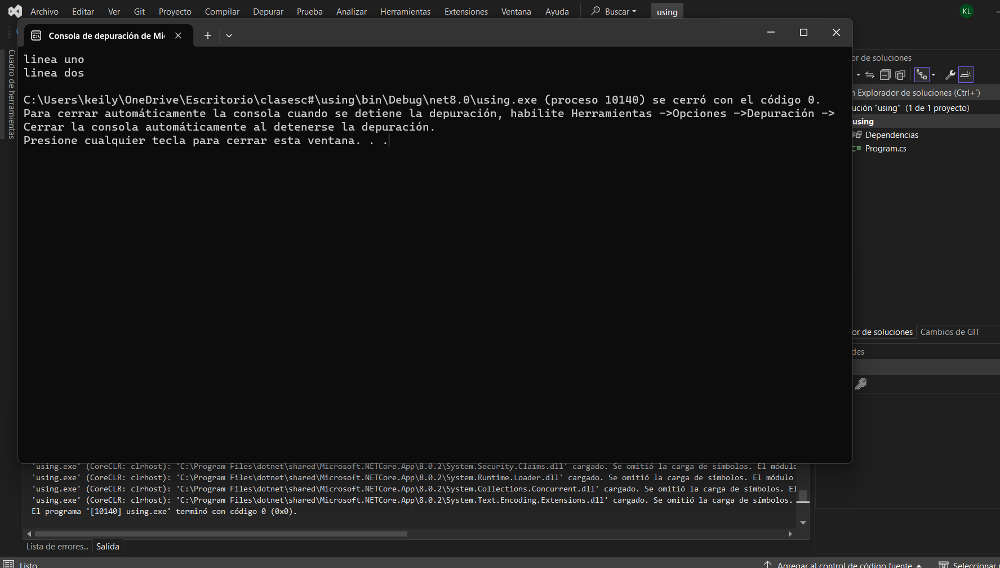 Archivo Editar Ver Git Proyecto Compilar Depurar Prueba Analizar Herramientas Extensiones Ventana Ayuda Buscar using KL
Consola de depuración de Mi
Cuadro de herramientas
linea uno
linea dos
C:\Users\keily\OneDrive\Escritorio\clasesc#\using\bin\Debug\net8.0\using.exe (proceso 10140) se cerró con el código 0.
Para cerrar automáticamente la consola cuando se detiene la depuración, habilite Herramientas ->Opciones ->Depuración ->
Cerrar la consola automáticamente al detenerse la depuración.
Presione cualquier tecla para cerrar esta ventana. . .
or de soluciones
n Explorador de soluciones (Ctrl+´)
ución "using" (1 de 1 proyecto)
using
Dependencias
C# Program.cs
or de soluciones Cambios de GIT
des
'using.exe' (CoreCLR: clrhost): 'C:\Program Files\dotnet\shared\Microsoft.NETCore.App\8.0.2\System.Security.Claims.dll' cargado. Se omitió la carga de símbolos. El módulo
'using.exe' (CoreCLR: clrhost): 'C:\Program Files\dotnet\shared\Microsoft.NETCore.App\8.0.2\System.Runtime.Loader.dll' cargado. Se omitió la carga de símbolos. El módulo
'using.exe' (CoreCLR: clrhost): 'C:\Program Files\dotnet\shared\Microsoft.NETCore.App\8.0.2\System.Collections.Concurrent.dll' cargado. Se omitió la carga de símbolos. El
'using.exe' (CoreCLR: clrhost): 'C:\Program Files\dotnet\shared\Microsoft.NETCore.App\8.0.2\System.Text.Encoding.Extensions.dll' cargado. Se omitió la carga de símbolos.
El programa '[10140] using.exe' terminó con código 0 (0x0).
Lista de errores... Salida
Listo
Agregar al control de código fuente Seleccionar